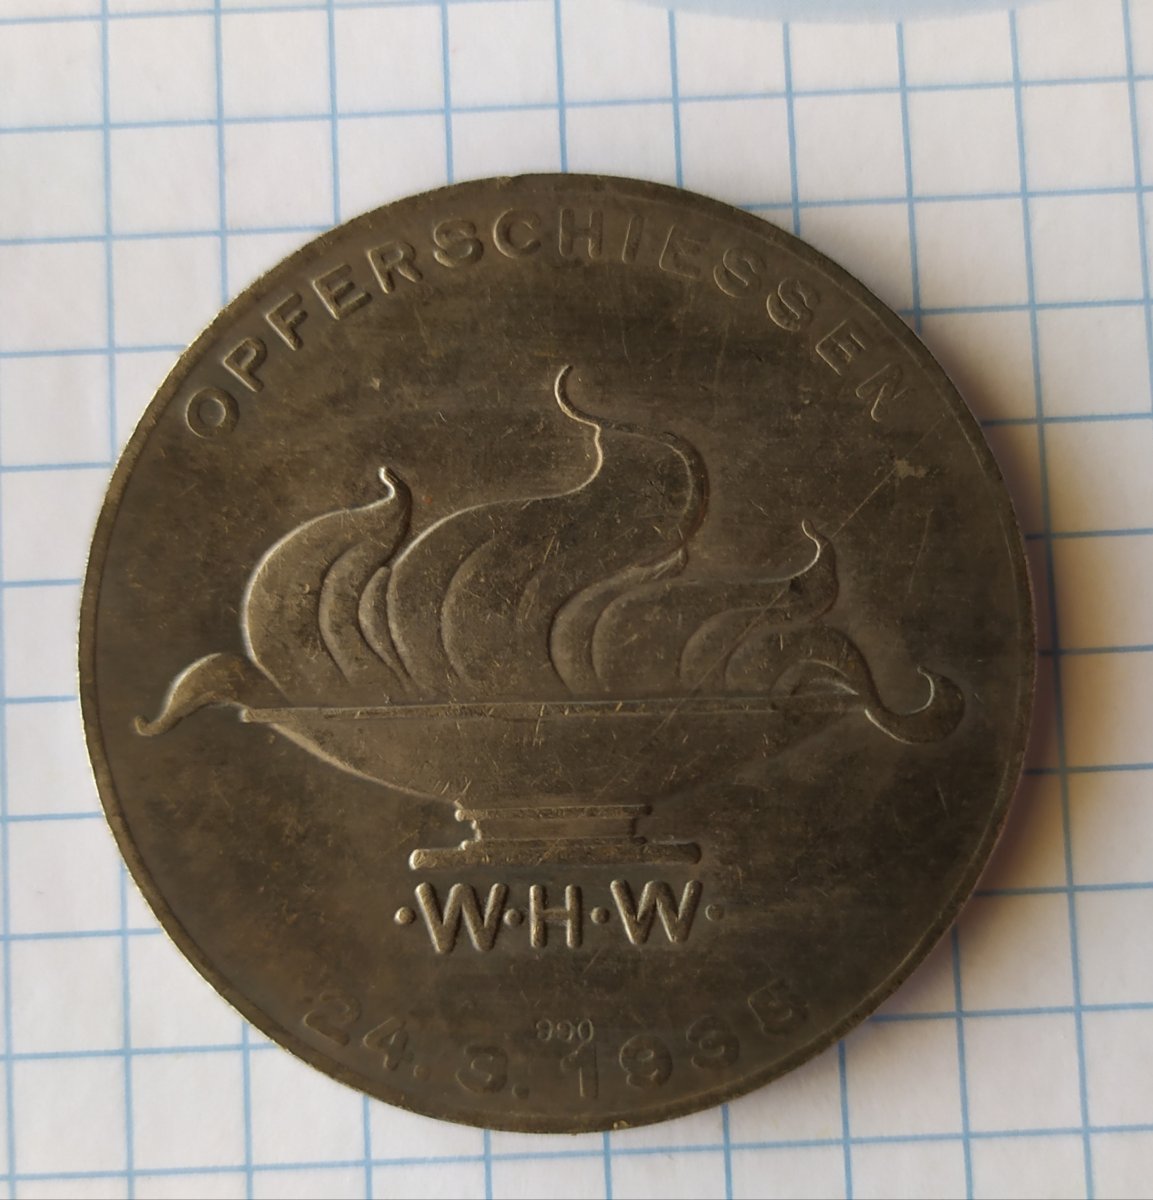 OPFERSCHIESSEN
·W·H·W·
990
24.3.1935